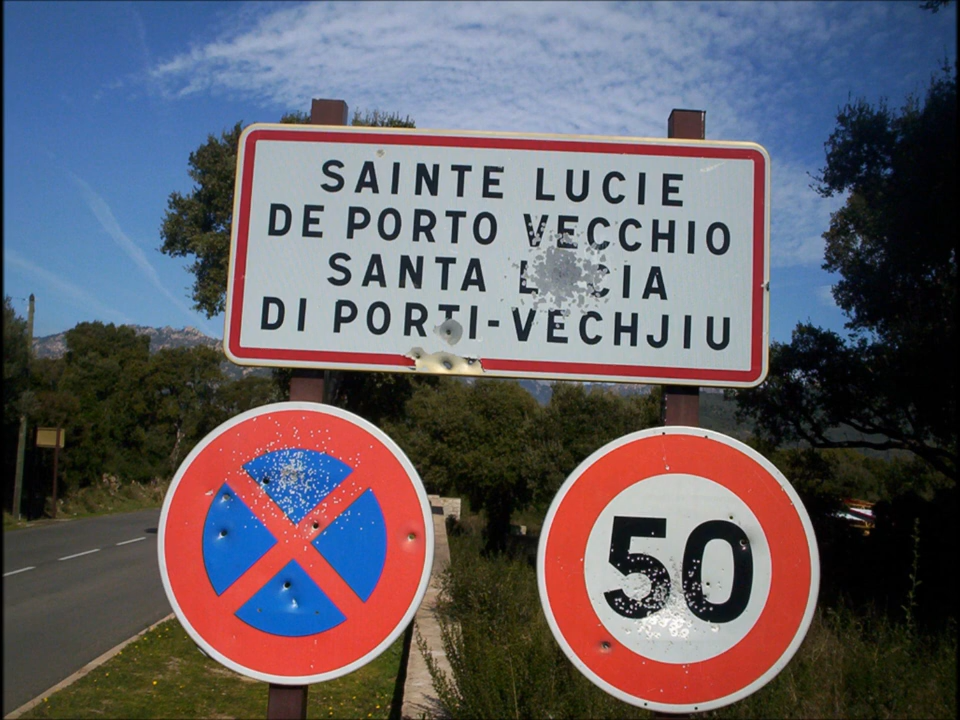 SAINTE LUCIE
DE PORTO VECCHIO
SANTA LUCIA
DI PORTI-VECHJIU
50